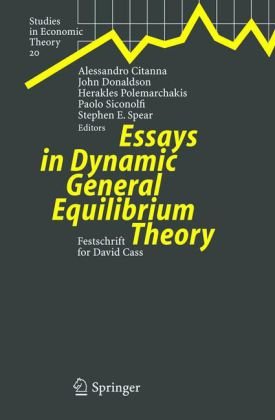 Studies
in Economic
Theory
20
Alessandro Citanna
John Donaldson
Herakles Polemarchakis
Paolo Siconolfi
Stephen E. Spear
Editors
Essays
in Dynamic
General
Equilibrium
Theory
Festschrift
for David Cass
Springer